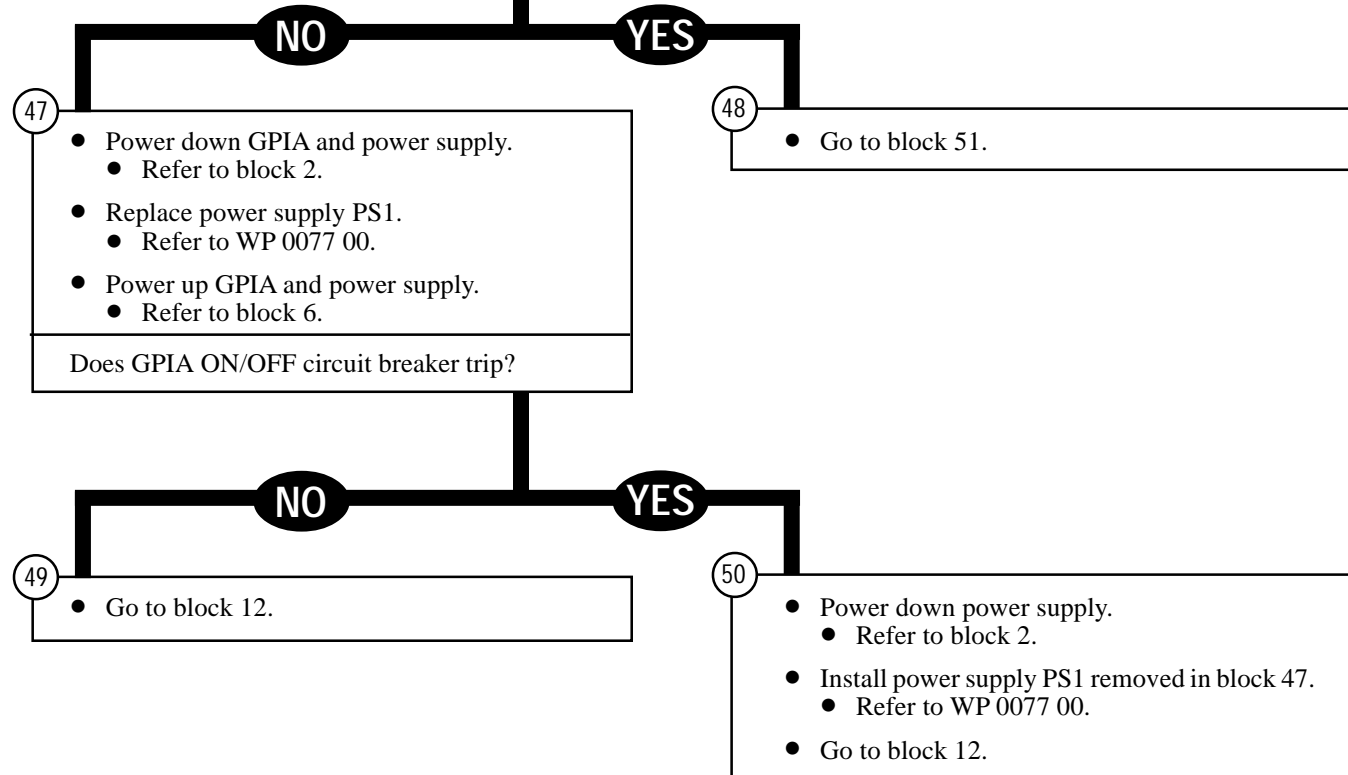 NO
YES
47
● Power down GPIA and power supply.
● Refer to block 2.
● Replace power supply PS1.
● Refer to WP 0077 00.
● Power up GPIA and power supply.
● Refer to block 6.
Does GPIA ON/OFF circuit breaker trip?
48
● Go to block 51.
NO
YES
49
● Go to block 12.
50
● Power down power supply.
● Refer to block 2.
● Install power supply PS1 removed in block 47.
● Refer to WP 0077 00.
● Go to block 12.